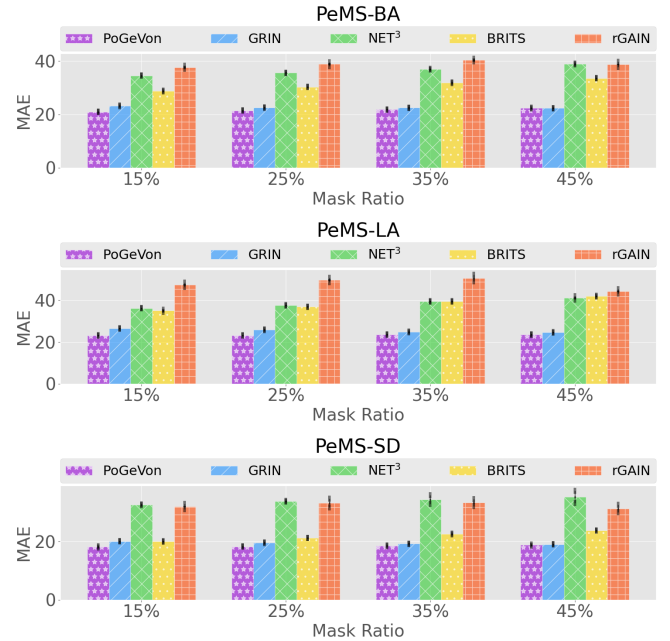 PeMS-BA
PoGeVon GRIN NET³ BRITS rGAIN
40
20
0
MAE
15% 25% 35% 45%
Mask Ratio
PeMS-LA
PoGeVon GRIN NET³ BRITS rGAIN
40
20
0
MAE
15% 25% 35% 45%
Mask Ratio
PeMS-SD
PoGeVon GRIN NET³ BRITS rGAIN
20
0
MAE
15% 25% 35% 45%
Mask Ratio